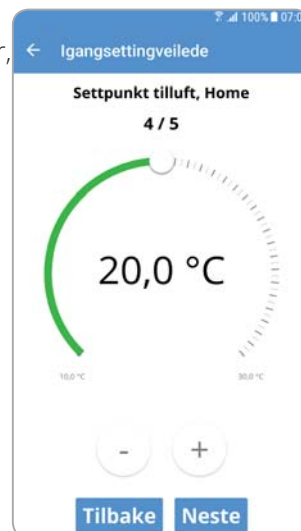 100% 07:0
r,
← Igangsettingveilede
Settpunkt tilluft, Home
4 / 5
20,0 °C
10,0 °C 30,0 °C
- +
Tilbake Neste